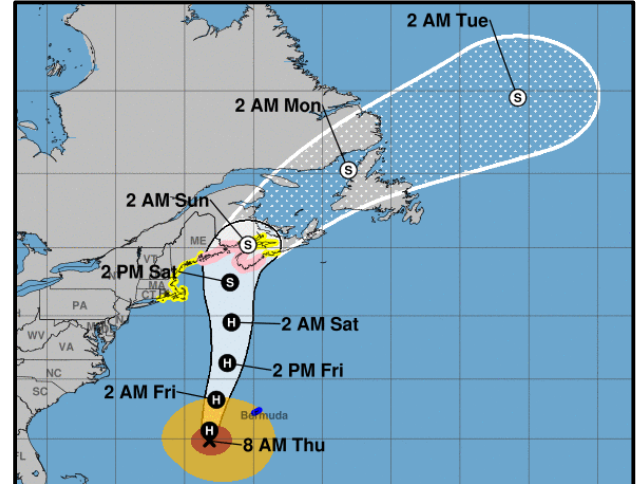 2 AM Tue
S
2 AM Mon
S
2 AM Sun
ME
S
VT
2 PM Sat
S
MA
CT
PA
H
2 AM Sat
WV
VA
H
2 PM Fri
NC
SC
2 AM Fri
H
Bermuda
H
8 AM Thu
FL